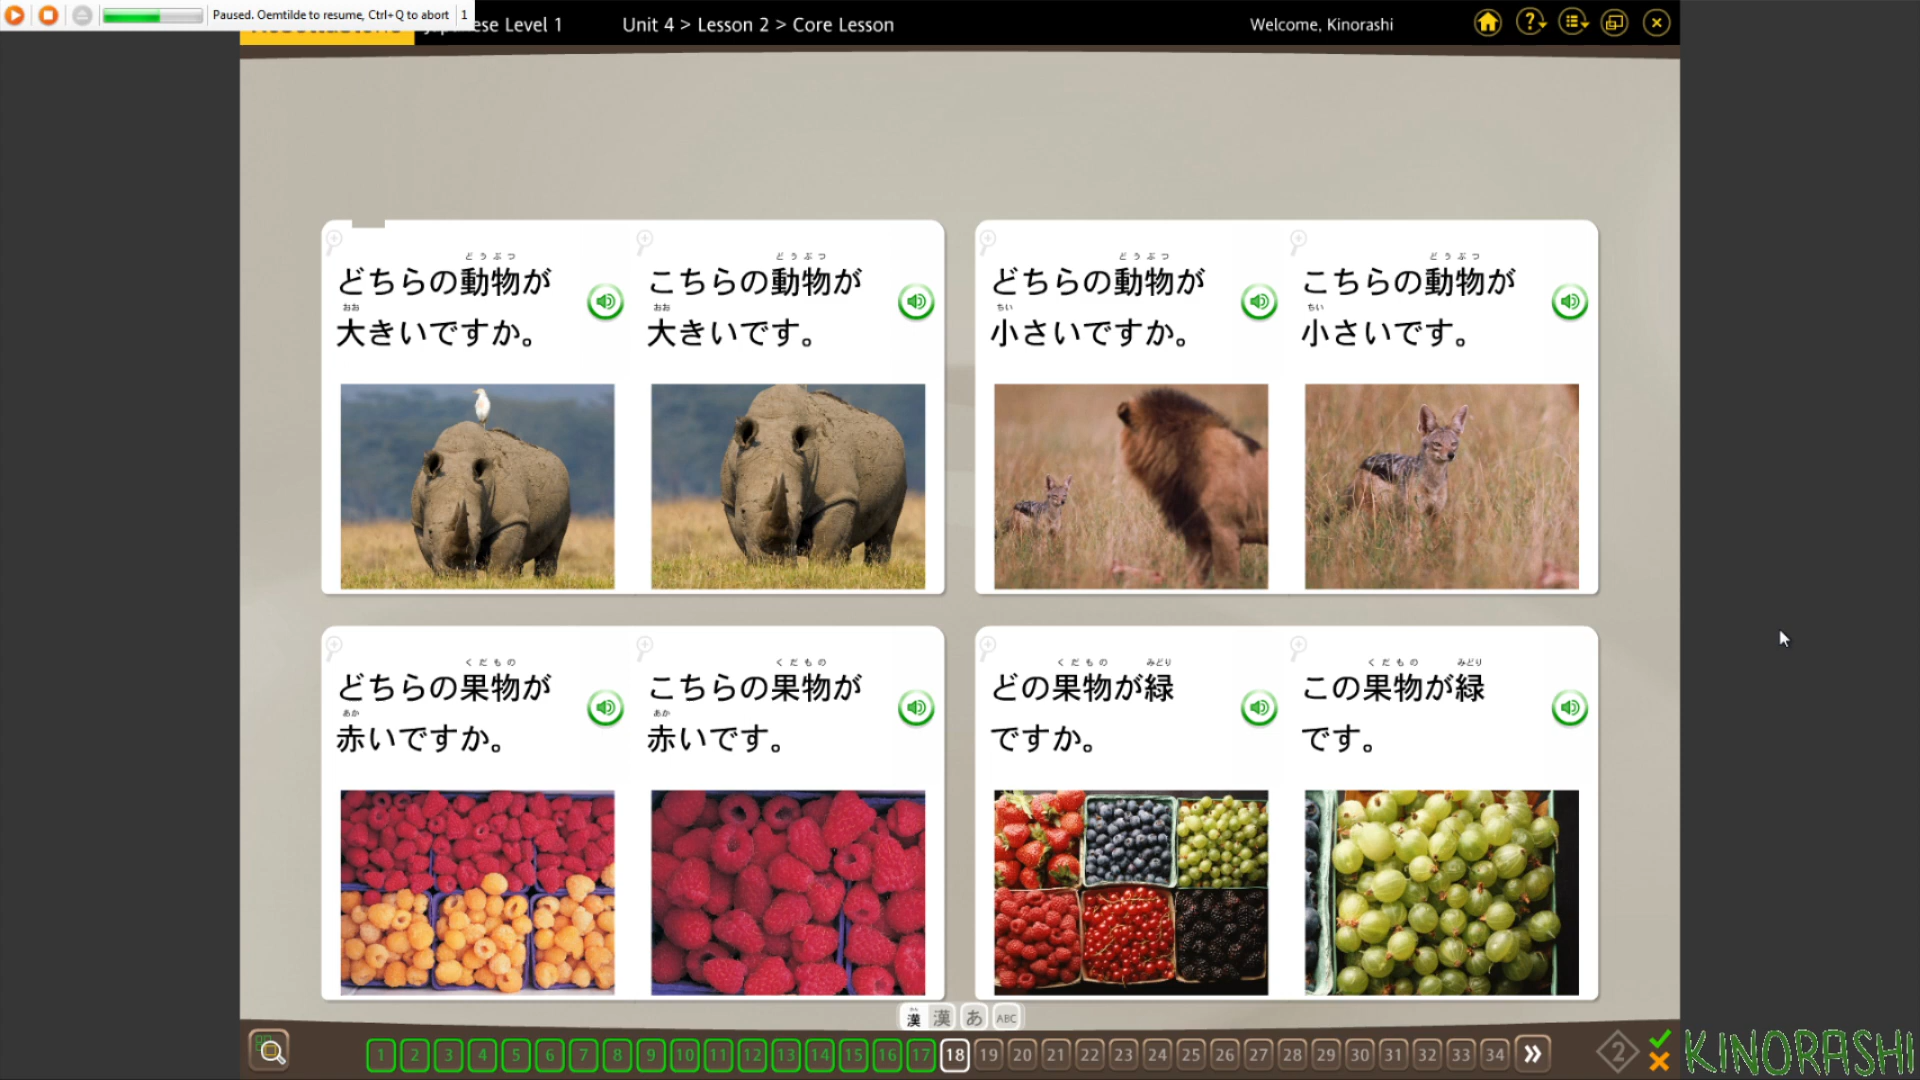 Paused. Oemtilde to resume, Ctrl+Q to abort 1
ese Level 1
Unit 4 > Lesson 2 > Core Lesson
Welcome, Kinorashi
どうぶつ
どちらの動物が
おお
大きいですか。
どうぶつ
こちらの動物が
おお
大きいです。
どうぶつ
どちらの動物が
ちい
小さいですか。
どうぶつ
こちらの動物が
ちい
小さいです。
くだもの
どちらの果物が
あか
赤いですか。
くだもの
こちらの果物が
あか
赤いです。
くだもの みどり
どの果物が緑
ですか。
くだもの みどり
この果物が緑
です。
漢 漢 あ ABC
1 2 3 4 5 6 7 8 9 10 11 12 13 14 15 16 17 18 19 20 21 22 23 24 25 26 27 28 29 30 31 32 33 34
2
KINORASHI